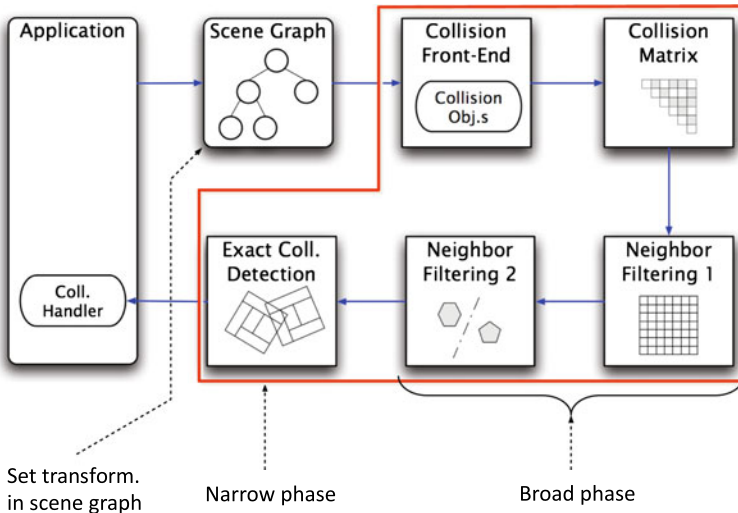 Application
Scene Graph
Collision
Front-End
Collision
Obj.s
Collision
Matrix
Exact Coll.
Detection
Neighbor
Filtering 2
Neighbor
Filtering 1
Coll.
Handler
Set transform.
in scene graph
Narrow phase
Broad phase